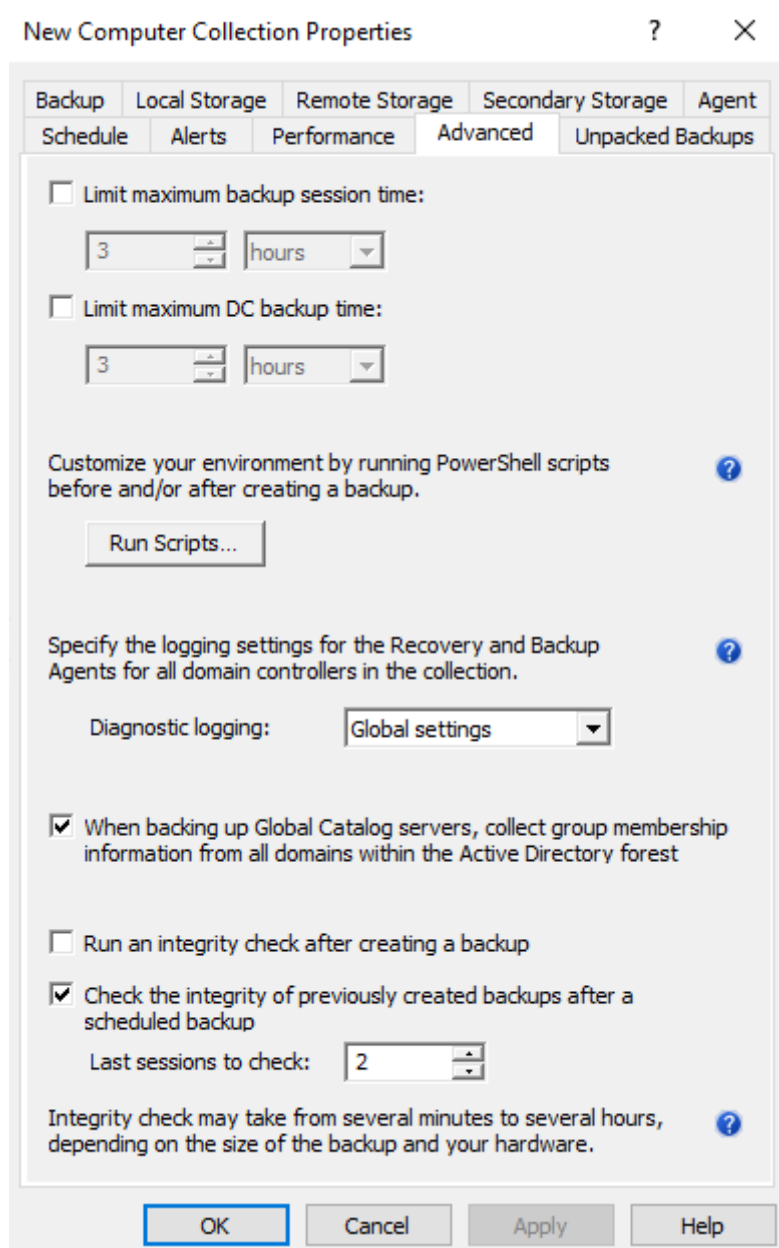 New Computer Collection Properties
?
Backup
Local Storage
Remote Storage
Secondary Storage
Agent
Schedule
Alerts
Performance
Advanced
Unpacked Backups
Limit maximum backup session time:
3
hours
Limit maximum DC backup time:
3
hours
Customize your environment by running PowerShell scripts
before and/or after creating a backup.
?
Run Scripts...
Specify the logging settings for the Recovery and Backup
Agents for all domain controllers in the collection.
?
Diagnostic logging:
Global settings
When backing up Global Catalog servers, collect group membership
information from all domains within the Active Directory forest
Run an integrity check after creating a backup
Check the integrity of previously created backups after a
scheduled backup
Last sessions to check:
2
Integrity check may take from several minutes to several hours,
depending on the size of the backup and your hardware.
?
OK
Cancel
Apply
Help